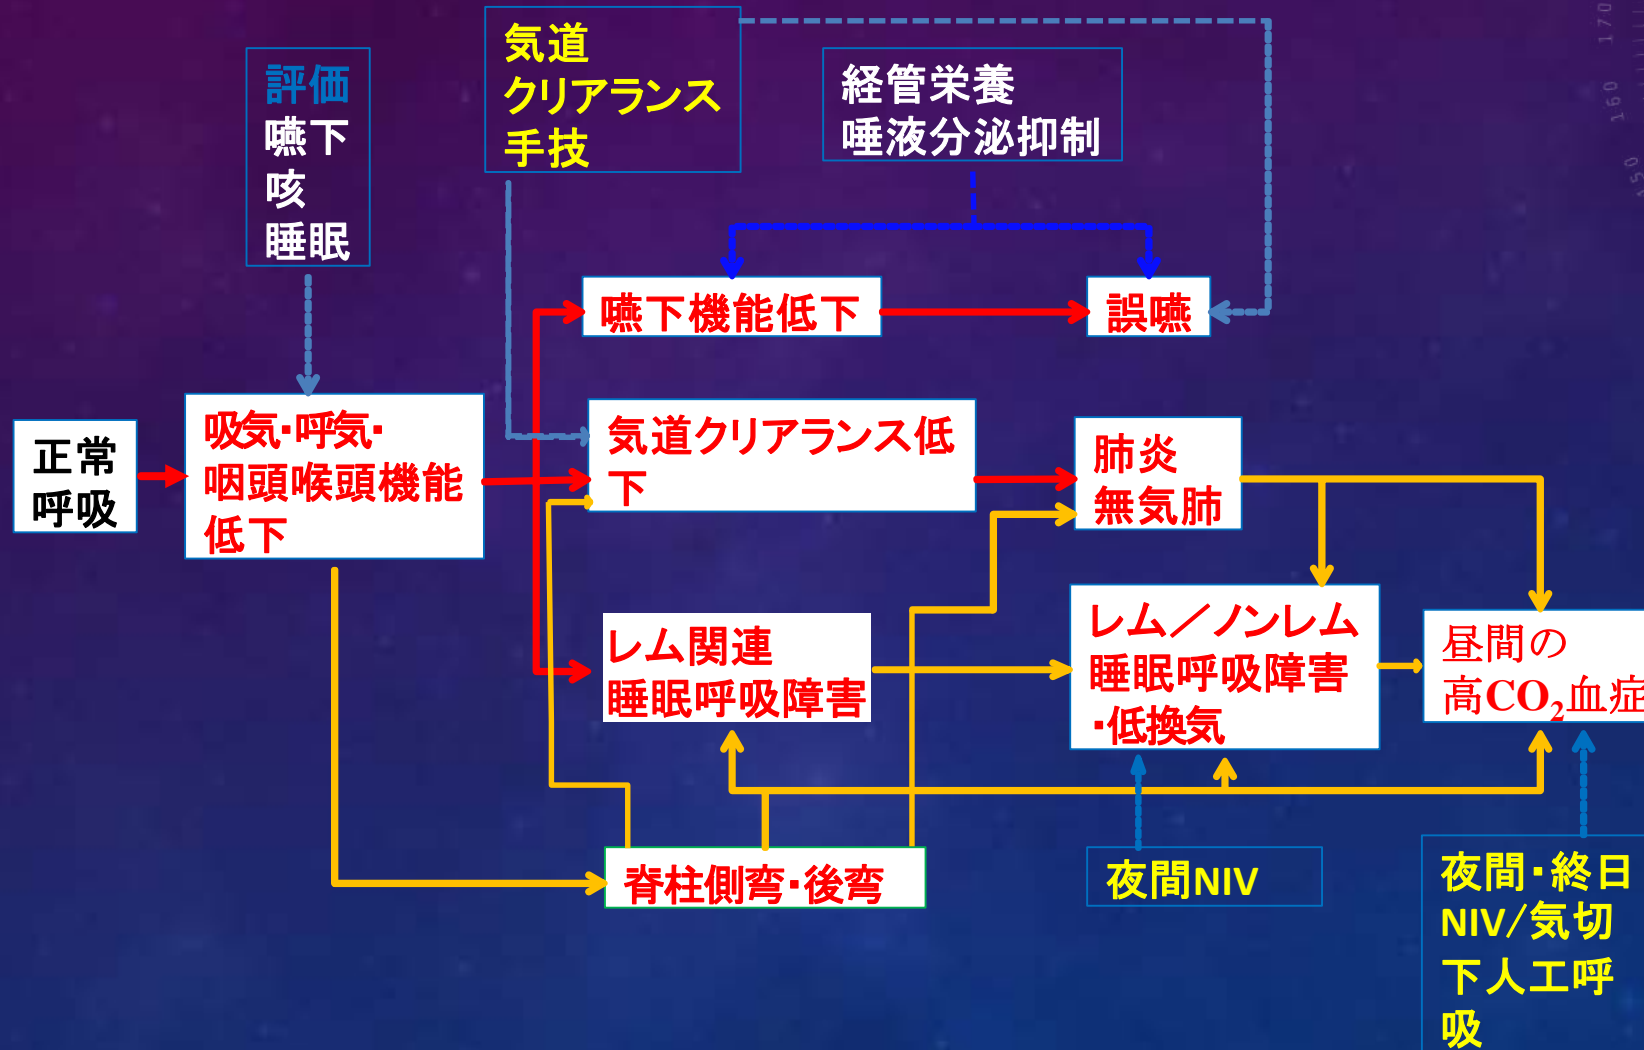 評価
嚥下
咳
睡眠
気道
クリアランス
手技
経管栄養
唾液分泌抑制
170
160
150
嚥下機能低下
誤嚥
正常
呼吸
吸気・呼気・
咽頭喉頭機能
低下
気道クリアランス低
下
肺炎
無気肺
レム関連
睡眠呼吸障害
レム／ノンレム
睡眠呼吸障害
・低換気
昼間の
高CO₂血症
脊柱側弯・後弯
夜間NIV
夜間・終日
NIV/気切
下人工呼
吸